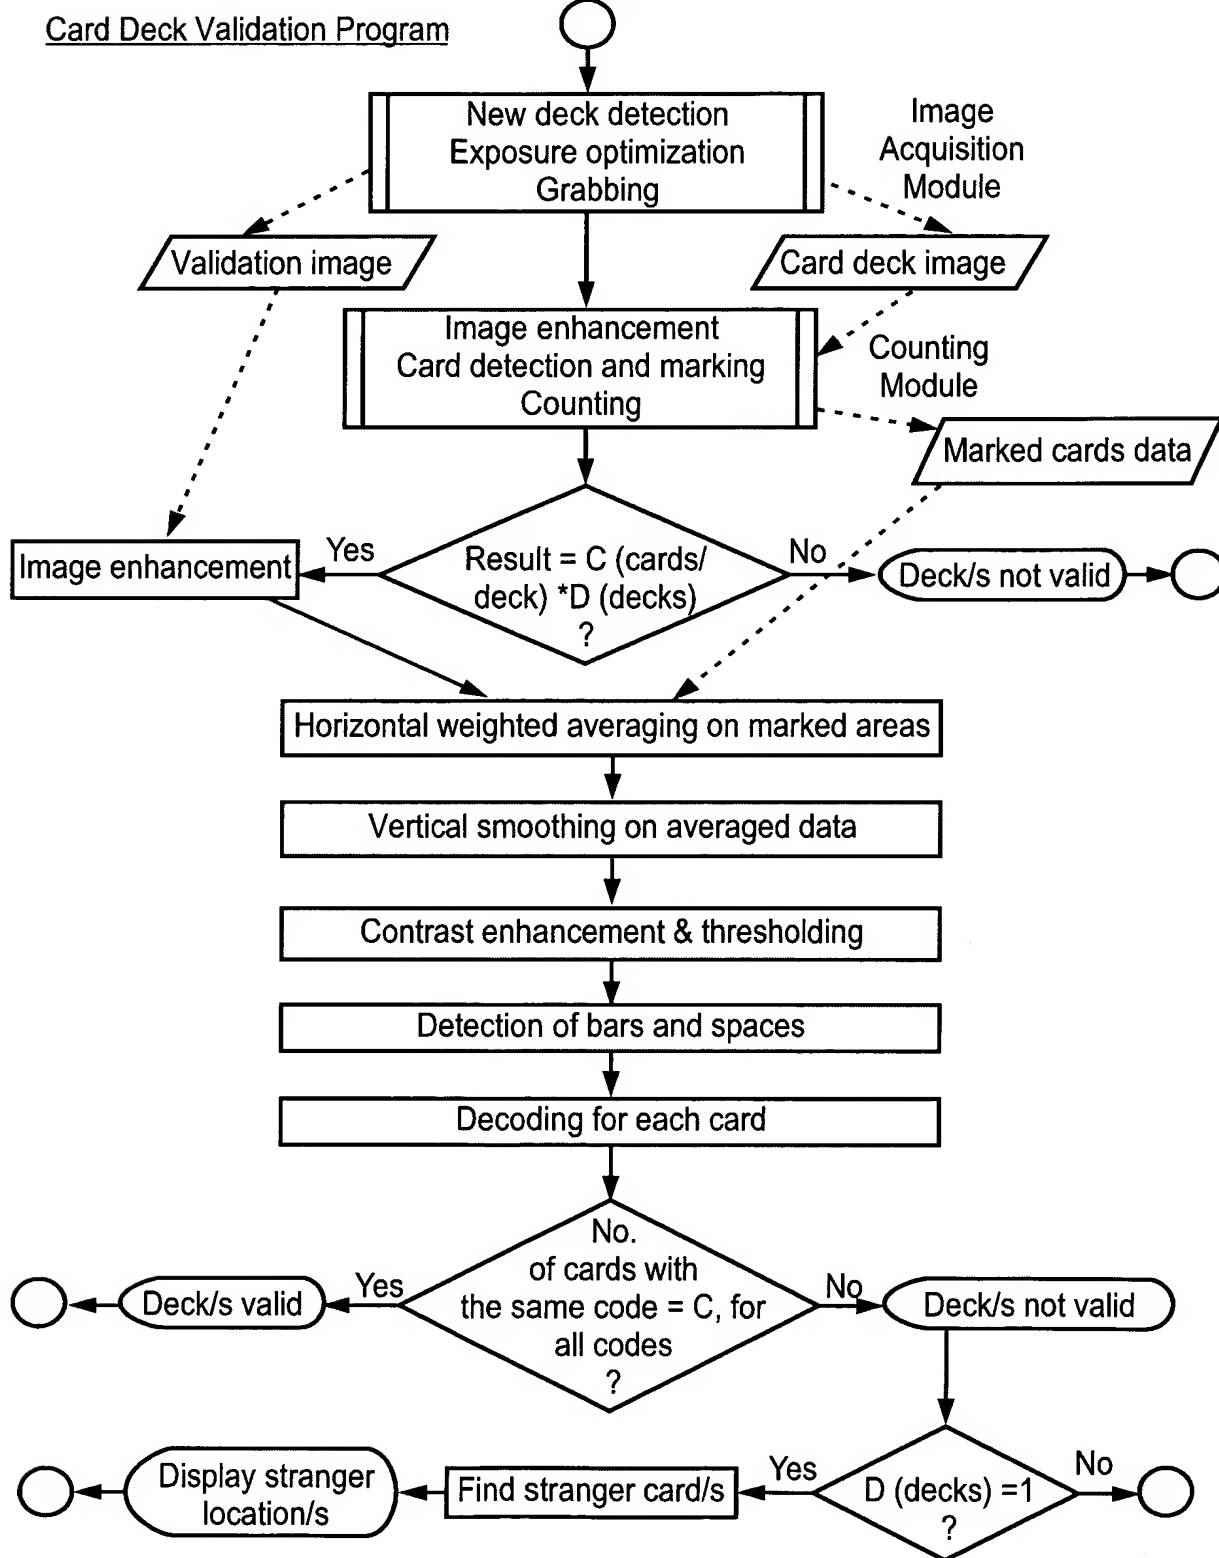 Card Deck Validation Program
New deck detection
Exposure optimization
Grabbing
Image
Acquisition
Module
Validation image
Card deck image
Image enhancement
Card detection and marking
Counting
Counting
Module
Marked cards data
Image enhancement
Yes
Result = C (cards/
deck) *D (decks)
?
No
Deck/s not valid
Horizontal weighted averaging on marked areas
Vertical smoothing on averaged data
Contrast enhancement & thresholding
Detection of bars and spaces
Decoding for each card
No.
of cards with
the same code = C, for
all codes
?
Yes
Deck/s valid
No
Deck/s not valid
D (decks) =1
?
Yes
No
Find stranger card/s
Display stranger
location/s